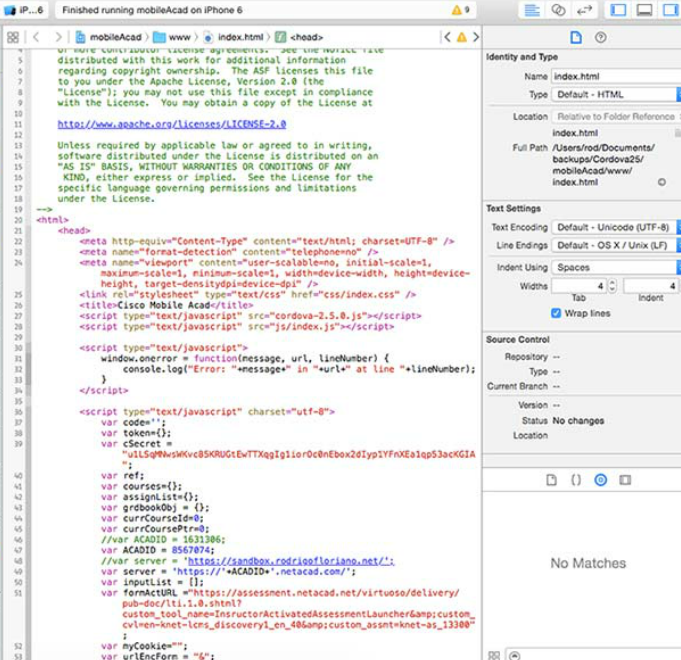 iP...6 Finished running mobileAcad on iPhone 6 9
mobileAcad www index.html <head>
4 or more contributor license agreements. See the NOTICE file
5 distributed with this work for additional information
6 regarding copyright ownership. The ASF licenses this file
7 to you under the Apache License, Version 2.0 (the
8 "License"); you may not use this file except in compliance
9 with the License. You may obtain a copy of the License at
10
11 http://www.apache.org/licenses/LICENSE-2.0
12
13 Unless required by applicable law or agreed to in writing,
14 software distributed under the License is distributed on an
15 "AS IS" BASIS, WITHOUT WARRANTIES OR CONDITIONS OF ANY
16 KIND, either express or implied. See the License for the
17 specific language governing permissions and limitations
18 under the License.
19 -->
20 <html>
21 <head>
22 <meta http-equiv="Content-Type" content="text/html; charset=UTF-8" />
23 <meta name="format-detection" content="telephone=no" />
24 <meta name="viewport" content="user-scalable=no, initial-scale=1,
maximum-scale=1, minimum-scale=1, width=device-width, height=device-
height, target-densitydpi=device-dpi" />
25 <link rel="stylesheet" type="text/css" href="css/index.css" />
26 <title>Cisco Mobile Acad</title>
27 <script type="text/javascript" src="cordova-2.5.0.js"></script>
28 <script type="text/javascript" src="js/index.js"></script>
29
30 <script type="text/javascript">
31 window.onerror = function(message, url, lineNumber) {
32 console.log("Error: "+message+" in "+url+" at line "+lineNumber);
33 }
34 </script>
35
36 <script type="text/javascript" charset="utf-8">
37 var code='';
38 var token={};
39 var cSecret =
";
40 var ref;
41 var courses={};
42 var assignList={};
43 var grdbookObj = {};
44 var currCourseId=0;
45 var currCoursePtr=0;
46 //var ACADID = 1631306;
47 var ACADID = 8567074;
48 //var server = 'https://sandbox.rodrigofloriano.net/';
49 var server = 'https://'+ACADID+'.netacad.com/';
50 var inputList = [];
51 var formActURL ="https://assessment.netacad.net/virtuoso/delivery/
pub-doc/lti.1.0.shtml?
custom_tool_name=InsructorActivatedAssessmentLauncher&amp;custom_
cvl=en-knet-lcms_discovery1_en_40&amp;custom_assmt=knet-as_13300"
;
52 var myCookie="";
53 var urlEncForm = "&";
Identity and Type
Name index.html
Type Default - HTML
Location Relative to Folder Reference
index.html
Full Path /Users/rod/Documents/
backups/Cordova25/
mobileAcad/www/
index.html
Text Settings
Text Encoding Default - Unicode (UTF-8)
Line Endings Default - OS X / Unix (LF)
Indent Using Spaces
Widths 4 4
Tab Indent
Wrap lines
Source Control
Repository --
Type --
Current Branch --
Version --
Status No changes
Location
No Matches